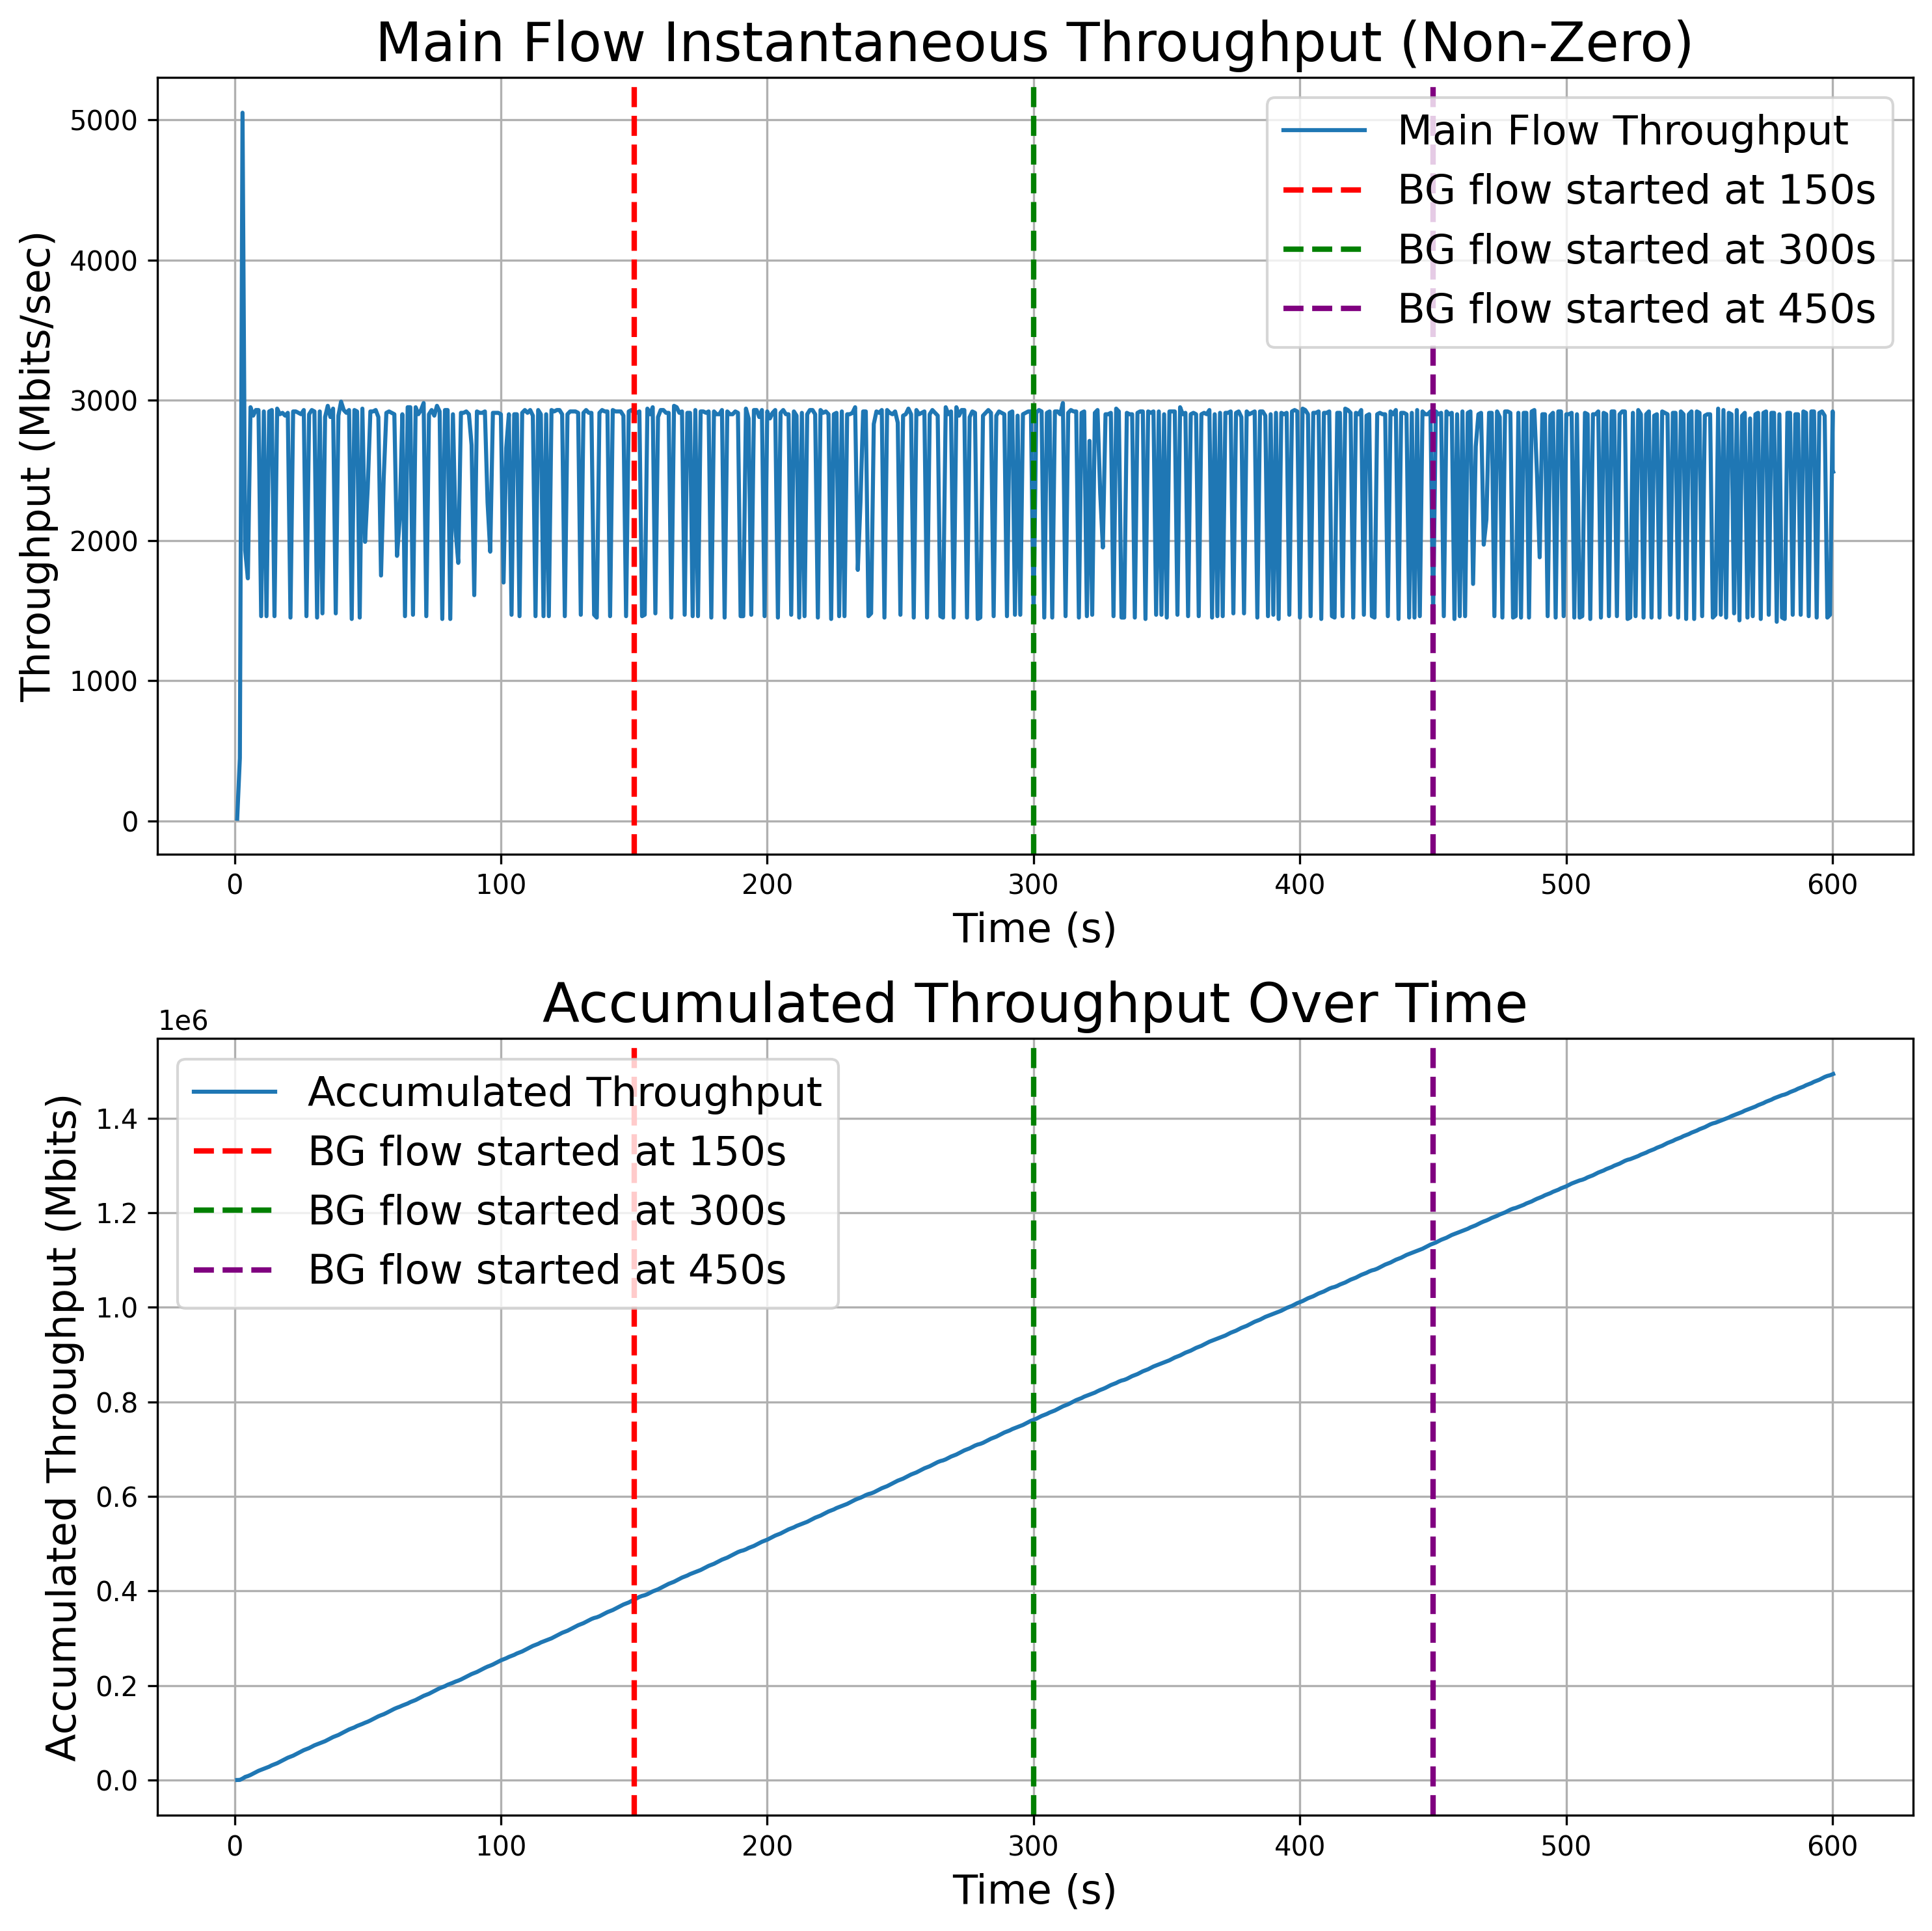 Main Flow Instantaneous Throughput (Non-Zero)
Throughput (Mbits/sec)
5000
4000
3000
2000
1000
0
Main Flow Throughput
BG flow started at 150s
BG flow started at 300s
BG flow started at 450s
0 100 200 300 400 500 600
Time (s)
Accumulated Throughput Over Time
1e6
Accumulated Throughput (Mbits)
1.4
1.2
1.0
0.8
0.6
0.4
0.2
0.0
Accumulated Throughput
BG flow started at 150s
BG flow started at 300s
BG flow started at 450s
0 100 200 300 400 500 600
Time (s)